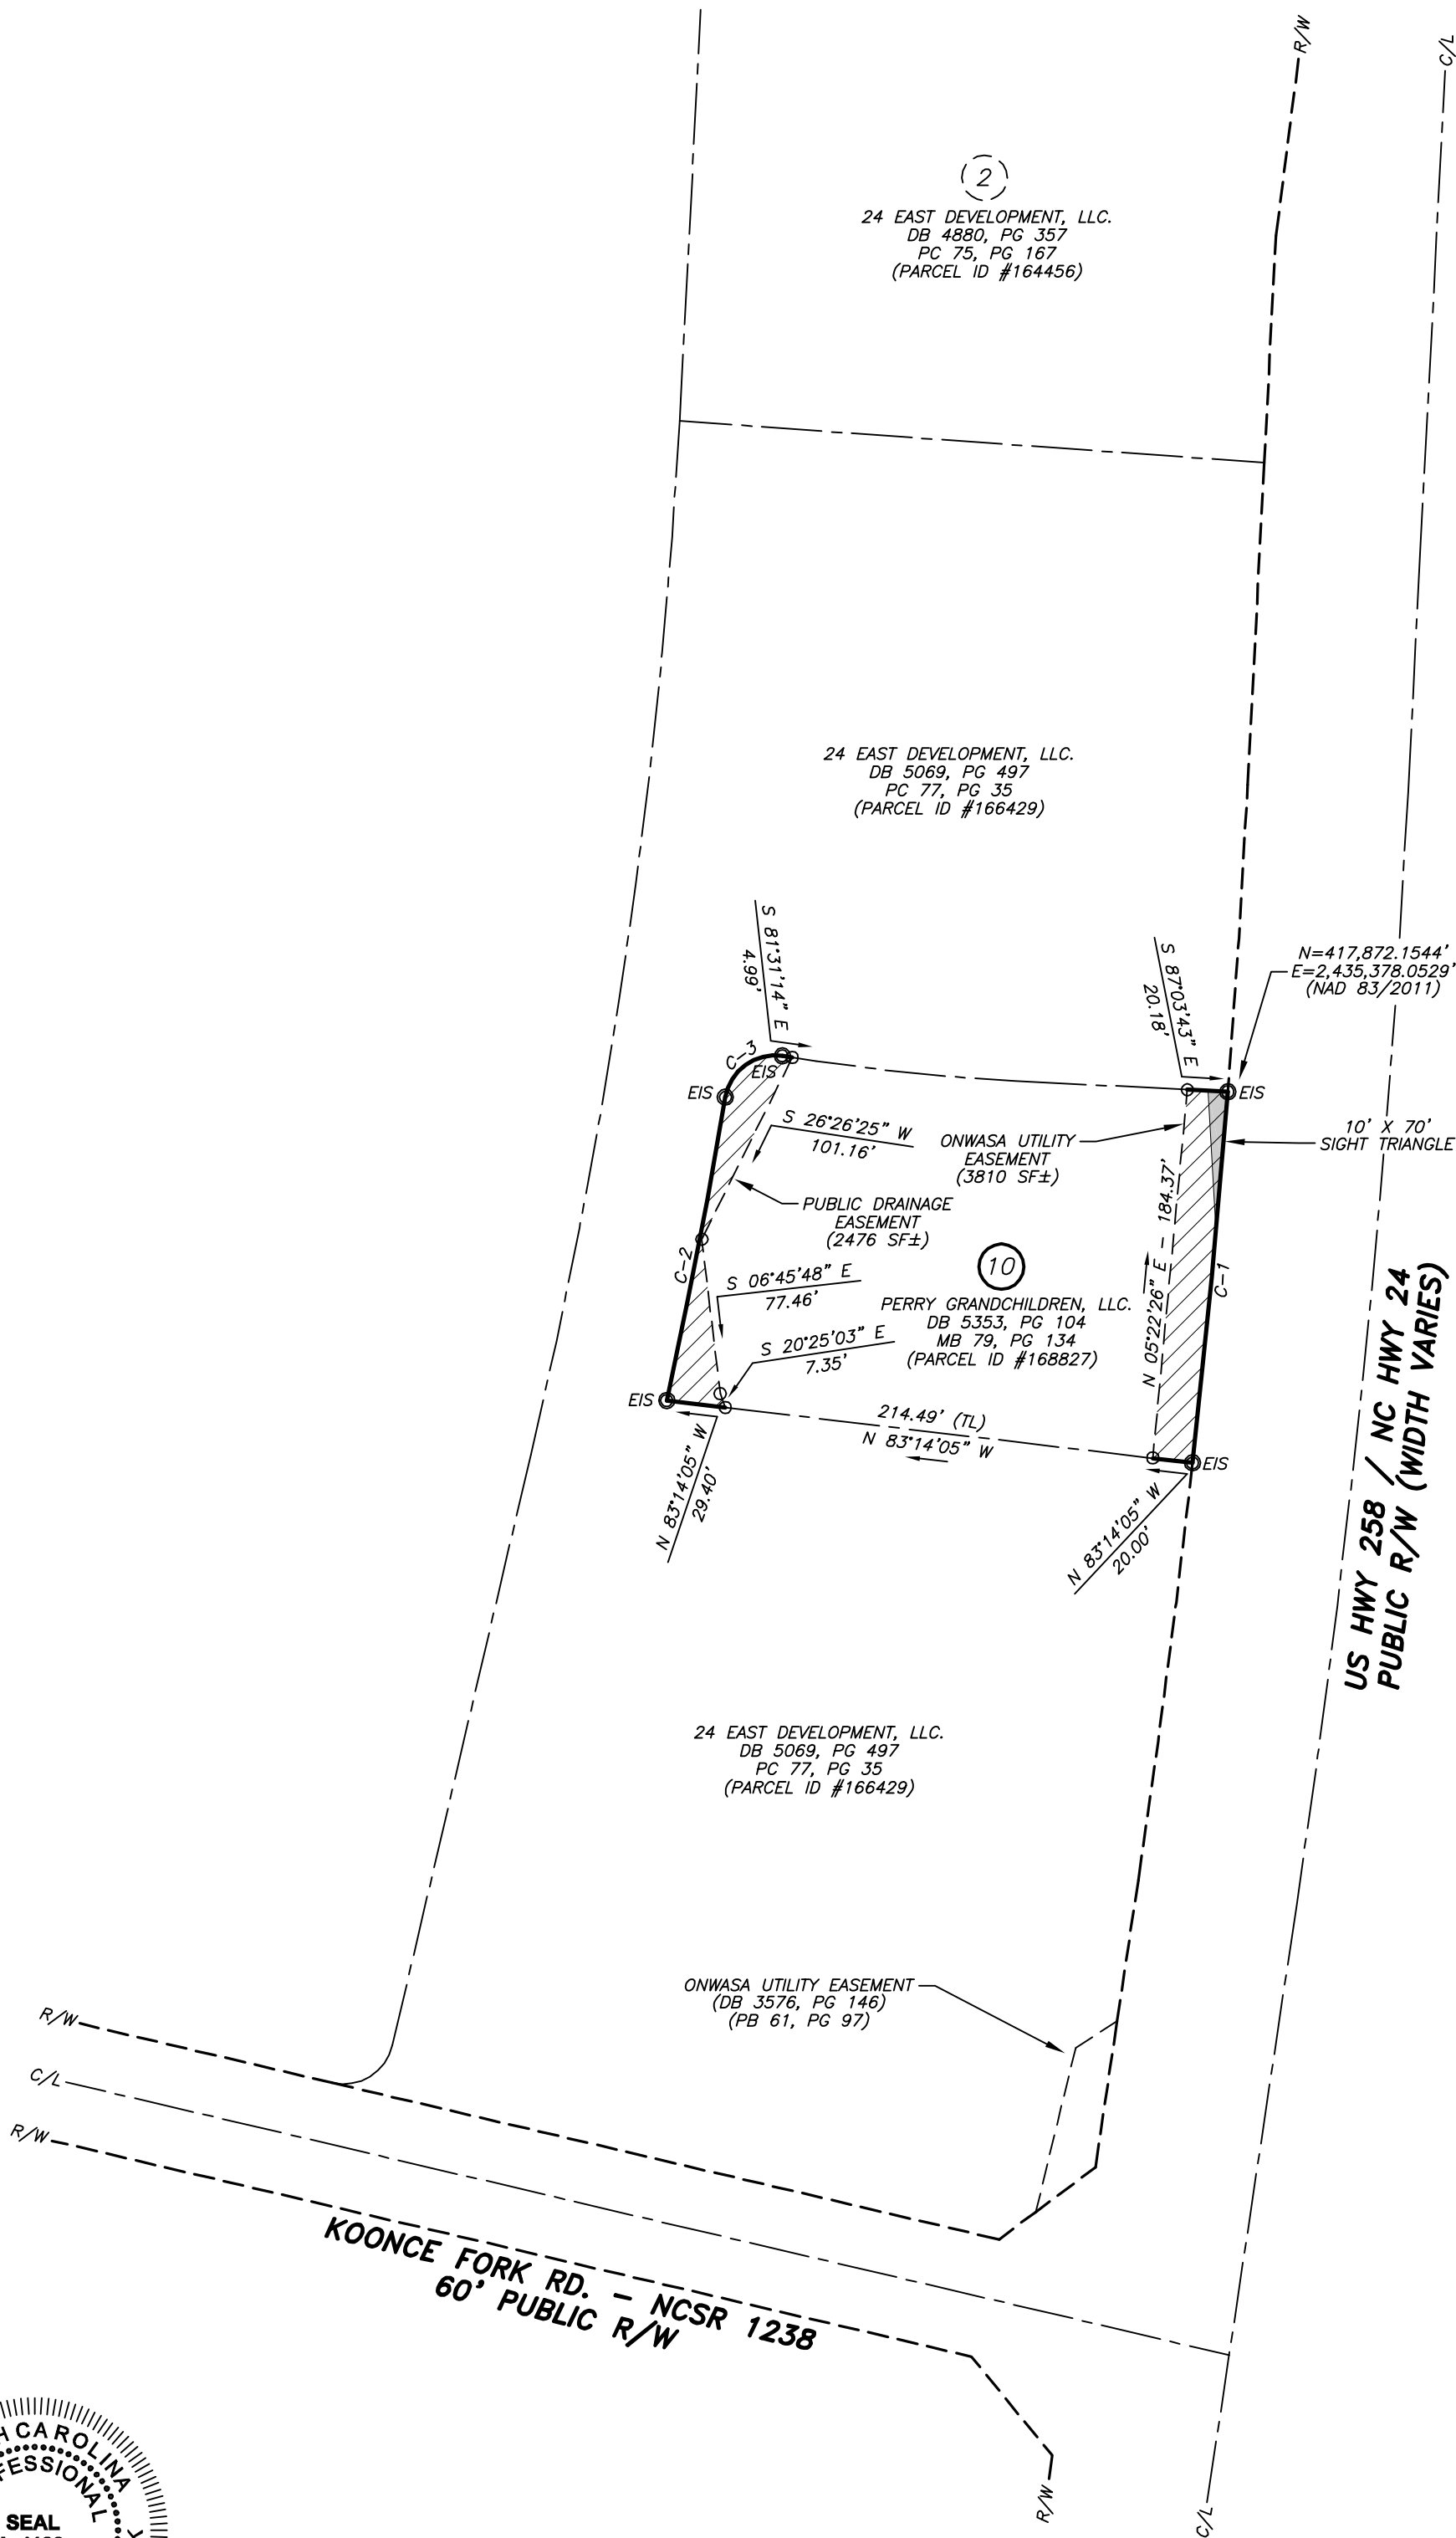 R/W
C/L
2
24 EAST DEVELOPMENT, LLC.
DB 4880, PG 357
PC 75, PG 167
(PARCEL ID #164456)
24 EAST DEVELOPMENT, LLC.
DB 5069, PG 497
PC 77, PG 35
(PARCEL ID #166429)
S 81°31'14" E
4.99'
S 87°03'43" E
20.18'
N=417,872.1544'
E=2,435,378.0529'
(NAD 83/2011)
C-3
EIS
EIS
EIS
10' X 70'
SIGHT TRIANGLE
S 26°26'25" W
101.16'
ONWASA UTILITY
EASEMENT
(3810 SF±)
PUBLIC DRAINAGE
EASEMENT
(2476 SF±)
N 05°22'26" E - 184.37'
C-1
C-2
10
S 06°45'48" E
77.46'
PERRY GRANDCHILDREN, LLC.
DB 5353, PG 104
MB 79, PG 134
(PARCEL ID #168827)
S 20°25'03" E
7.35'
EIS
214.49' (TL)
N 83°14'05" W
EIS
N 83°14'05" W
29.40'
N 83°14'05" W
20.00'
US HWY 258 / NC HWY 24
PUBLIC R/W (WIDTH VARIES)
24 EAST DEVELOPMENT, LLC.
DB 5069, PG 497
PC 77, PG 35
(PARCEL ID #166429)
ONWASA UTILITY EASEMENT
(DB 3576, PG 146)
(PB 61, PG 97)
R/W
C/L
R/W
KOONCE FORK RD. - NCSR 1238
60' PUBLIC R/W
R/W
C/L
H CAROLINA
FESSIONAL
SEAL